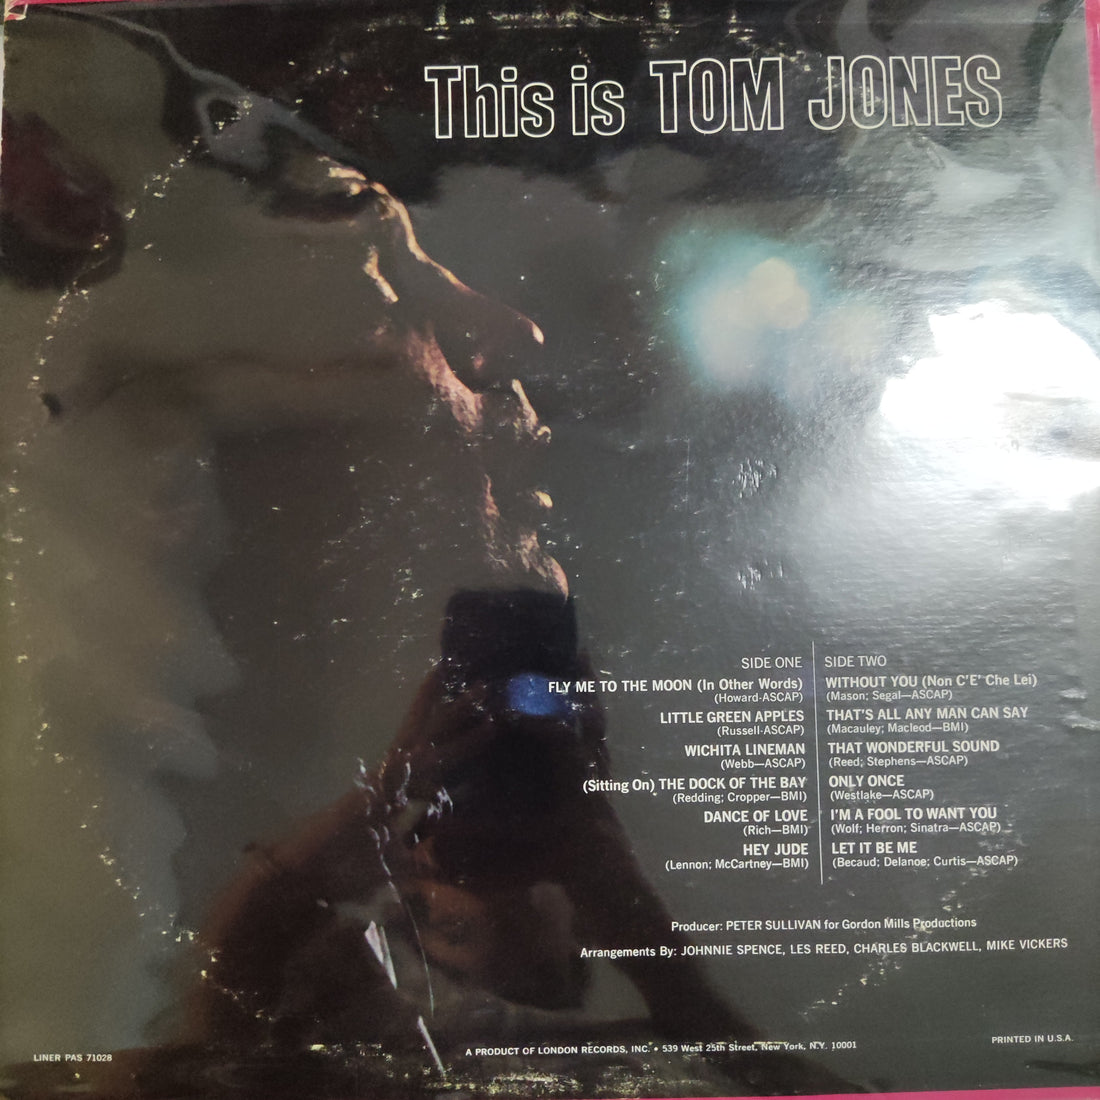 This is TOM JONES
SIDE ONE
FLY ME TO THE MOON (In Other Words)
(Howard-ASCAP)
LITTLE GREEN APPLES
(Russell-ASCAP)
WICHITA LINEMAN
(Webb—ASCAP)
(Sitting On) THE DOCK OF THE BAY
(Redding; Cropper—BMI)
DANCE OF LOVE
(Rich—BMI)
HEY JUDE
(Lennon; McCartney—BMI)
SIDE TWO
WITHOUT YOU (Non C'E' Che Lei)
(Mason; Segal—ASCAP)
THAT'S ALL ANY MAN CAN SAY
(Macauley; Macleod—BMI)
THAT WONDERFUL SOUND
(Reed; Stephens—ASCAP)
ONLY ONCE
(Westlake—ASCAP)
I'M A FOOL TO WANT YOU
(Wolf; Herron; Sinatra—ASCAP)
LET IT BE ME
(Becaud; Delanoe; Curtis—ASCAP)
Producer: PETER SULLIVAN for Gordon Mills Productions
Arrangements By: JOHNNIE SPENCE, LES REED, CHARLES BLACKWELL, MIKE VICKERS
LINER PAS 71028
A PRODUCT OF LONDON RECORDS, INC. • 539 West 25th Street, New York, N.Y. 10001
PRINTED IN U.S.A.